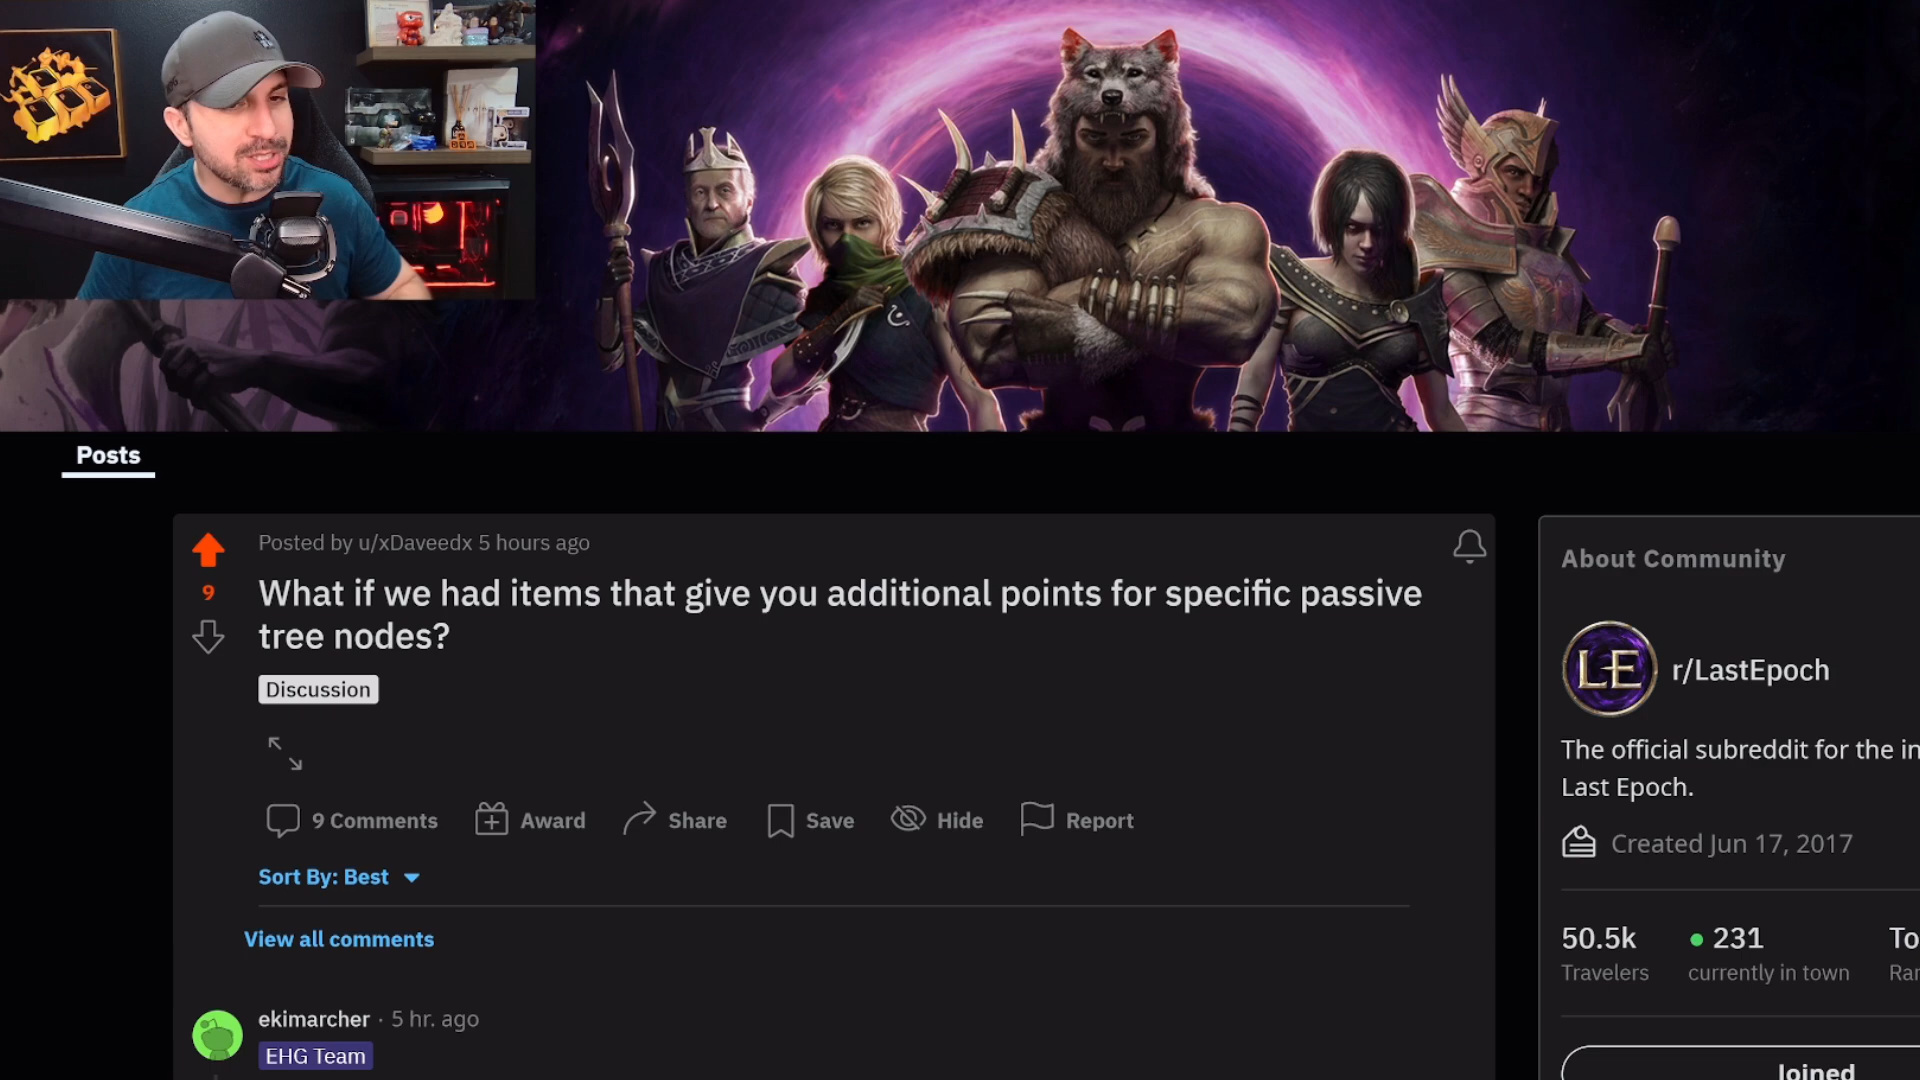 Posts
Posted by u/xDaveedx 5 hours ago
9
What if we had items that give you additional points for specific passive
tree nodes?
Discussion
9 Comments
Award
Share
Save
Hide
Report
Sort By: Best
View all comments
ekimarcher · 5 hr. ago
EHG Team
About Community
LE
r/LastEpoch
The official subreddit for the in
Last Epoch.
Created Jun 17, 2017
50.5k
Travelers
231
currently in town
To
Ran
Joined